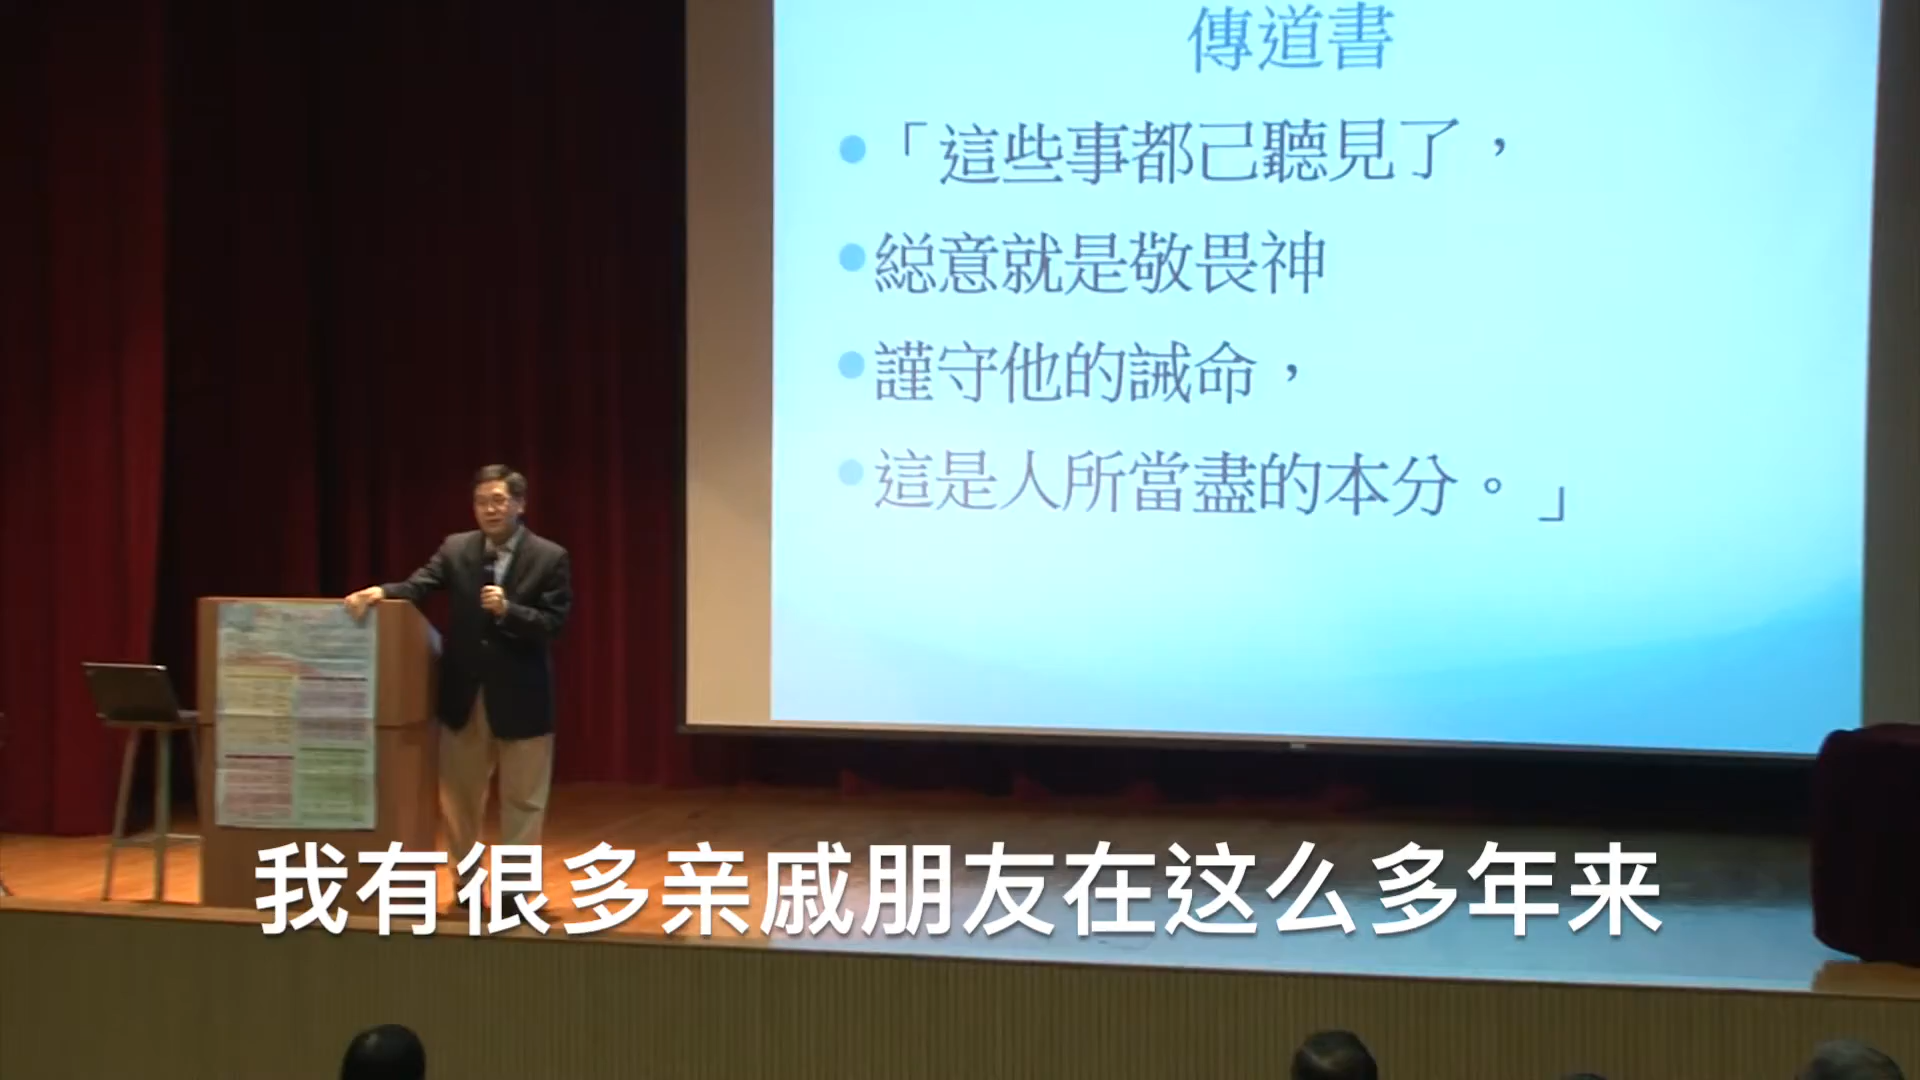 傳道書
「這些事都己聽見了，
総意就是敬畏神
謹守他的誡命，
這是人所當盡的本分。」
我有很多亲戚朋友在这么多年来